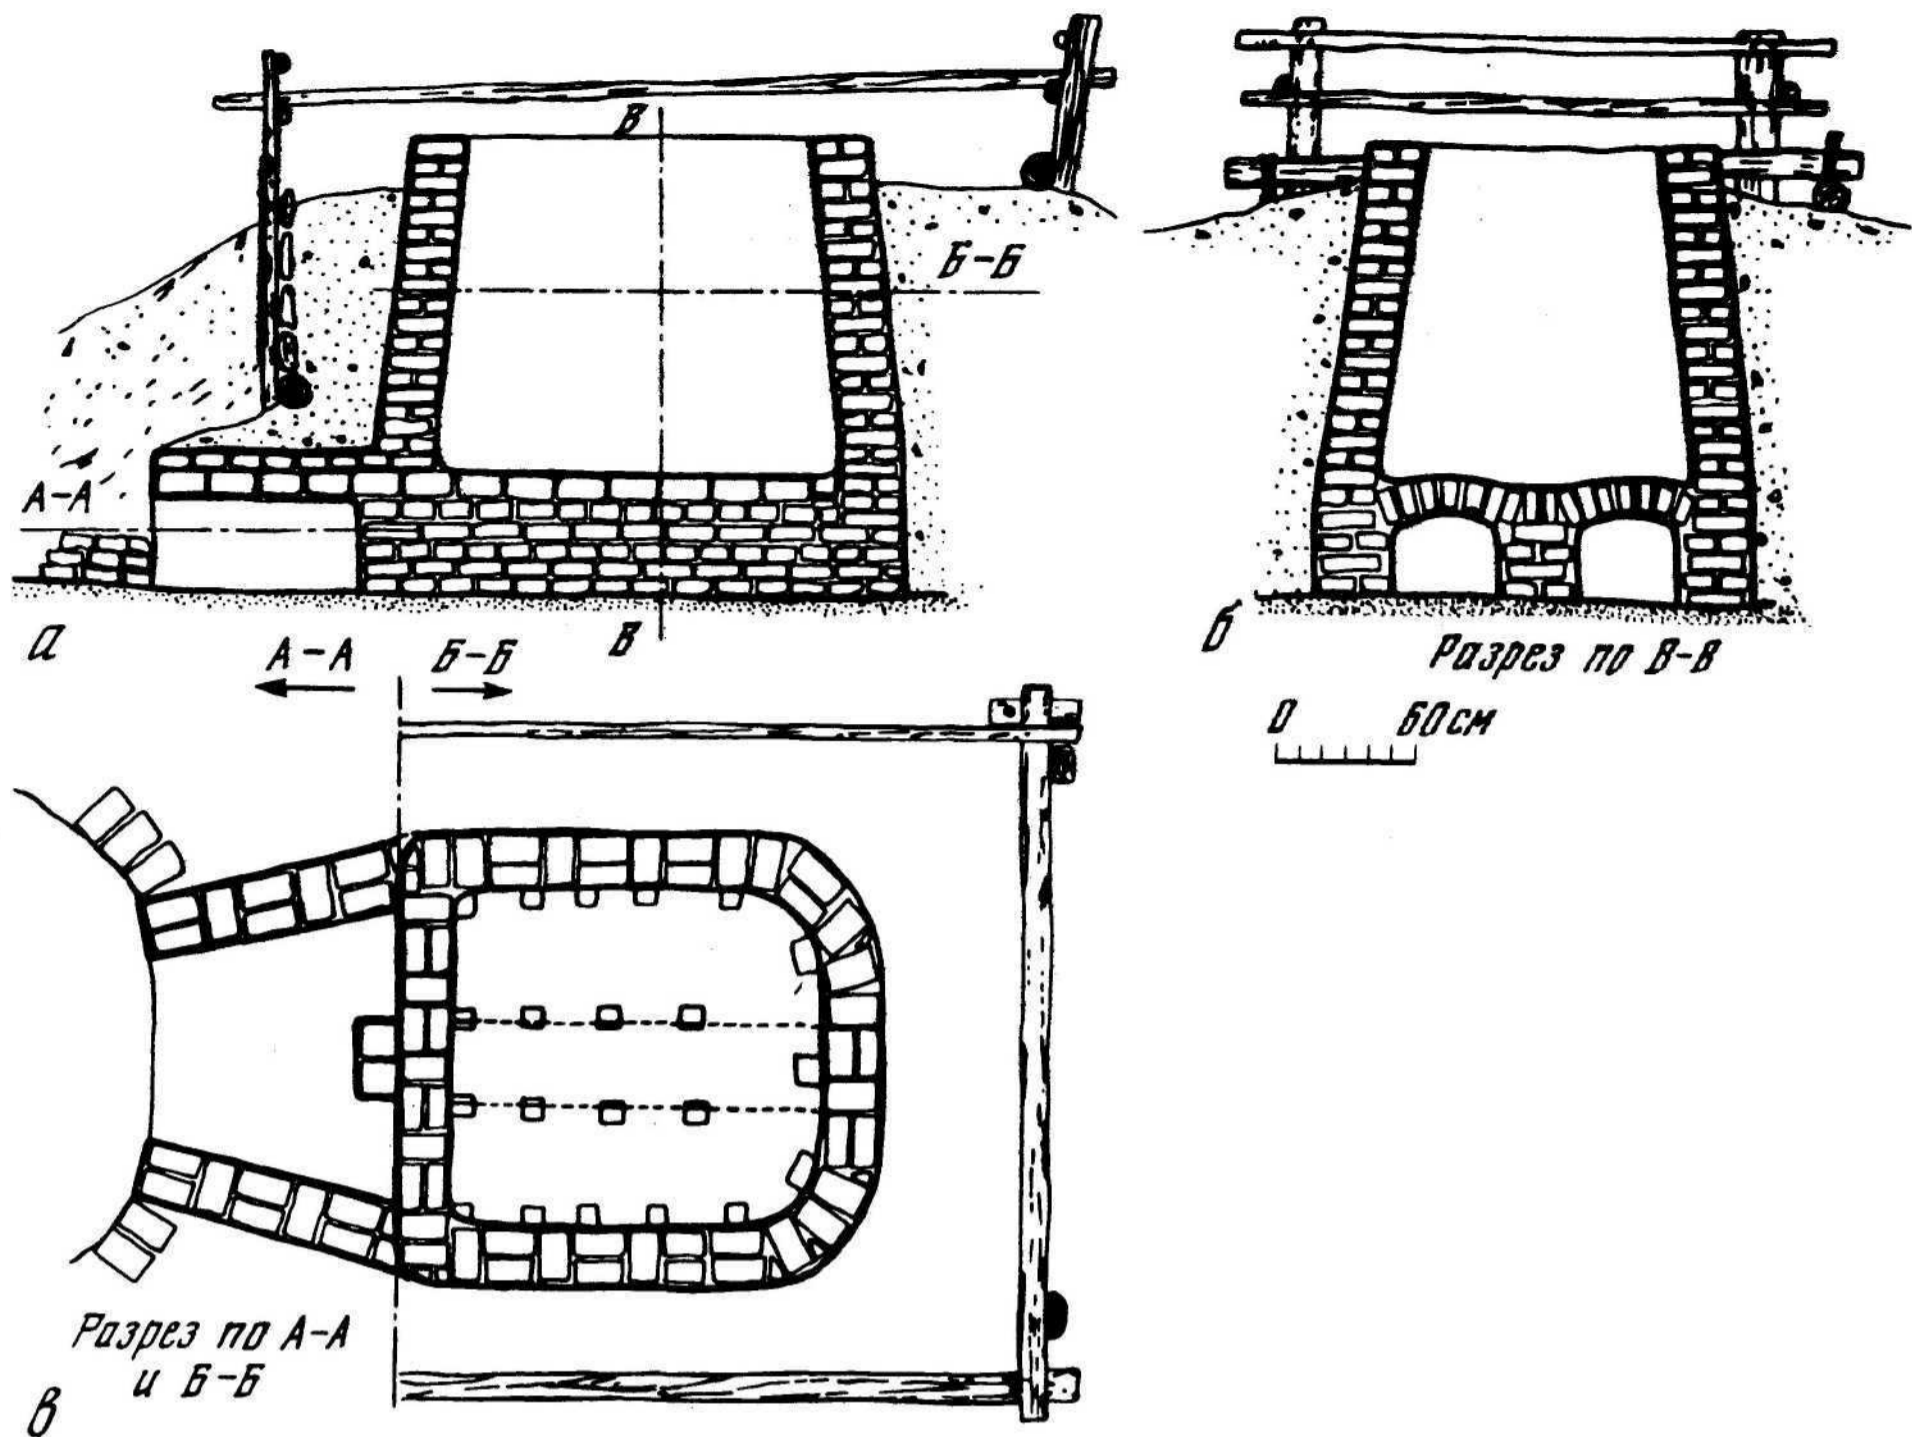 В
Б-Б
А-А
а
А-А Б-Б
В
б
Разрез по В-В
0 60см
Разрез по А-А
и Б-Б
в